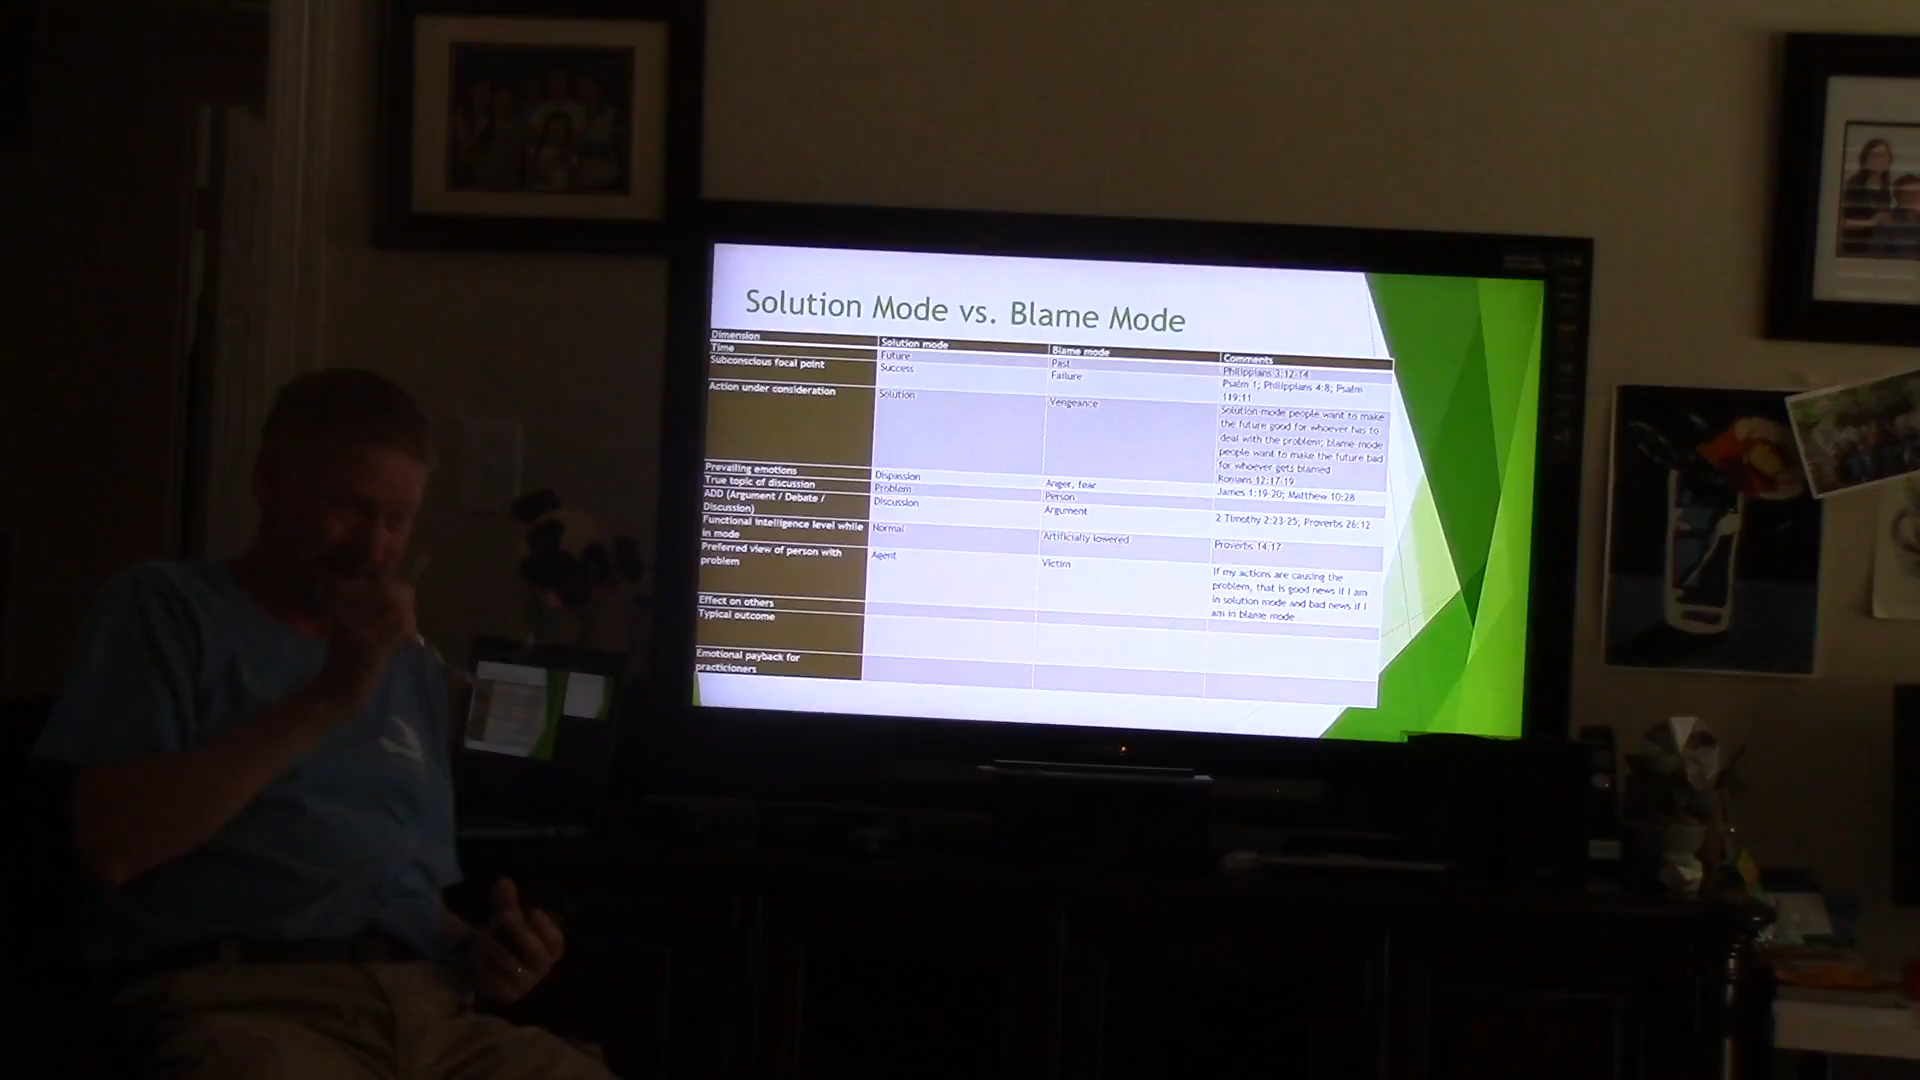 Solution Mode vs. Blame Mode
Dimension Solution mode Blame mode Comments
Time Future Past Philippians 3:12-14
Subconscious focal point Success Failure Psalm 1; Philippians 4:8; Psalm
119:11
Action under consideration Solution Vengeance Solution mode people want to make
the future good for whoever has to
deal with the problem; blame mode
people want to make the future bad
for whoever gets blamed
Romans 12:17-19
Prevailing emotions Dispassion Anger, fear James 1:19-20; Matthew 10:28
True topic of discussion Problem Person
ADD (Argument / Debate /
Discussion) Discussion Argument 2 Timothy 2:23-25; Proverbs 26:12
Functional intelligence level while
in mode Normal Artificially lowered Proverbs 14:17
Preferred view of person with
problem Agent Victim If my actions are causing the
problem, that is good news if I am
in solution mode and bad news if I
am in blame mode
Effect on others
Typical outcome
Emotional payback for
practicioners